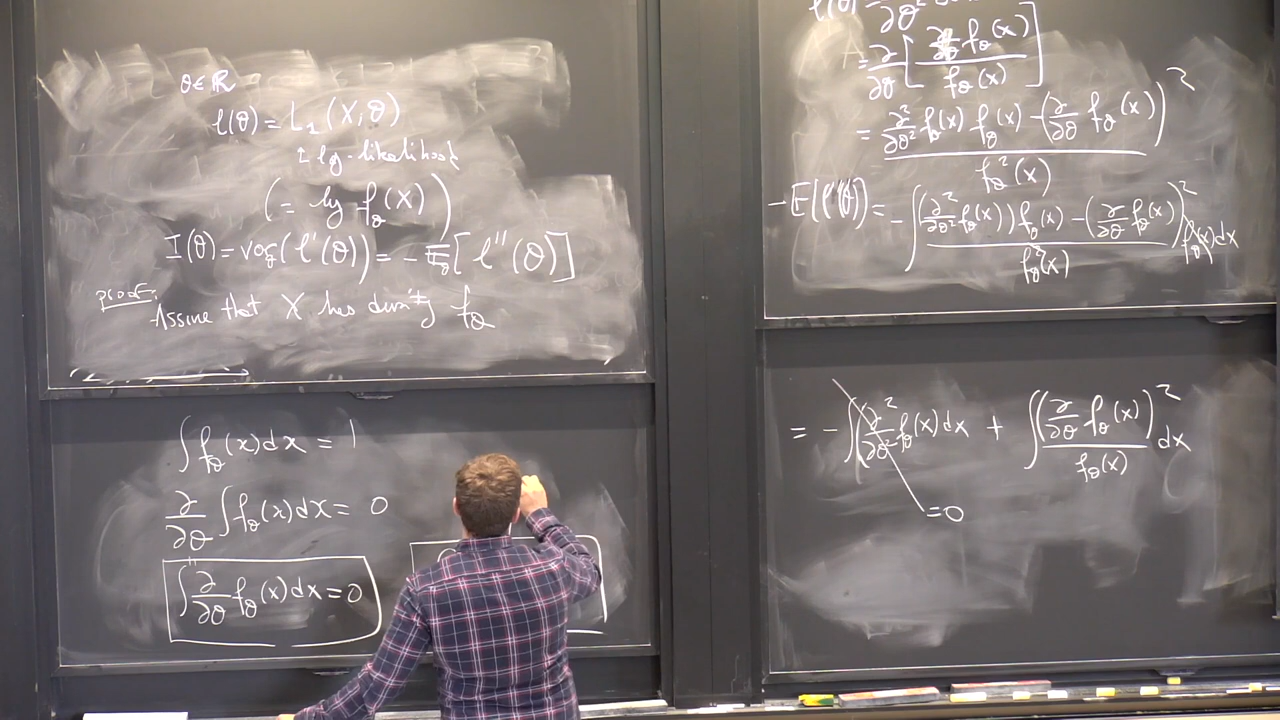 θ∈ℝ
ℓ(θ) = L₁(X,θ)
↑ log-likelihood
(= log f_θ(X))
I(θ) = var_θ(ℓ'(θ)) = -𝔼_θ[ℓ''(θ)]
proof:
Assume that X has density f_θ
∫ f_θ(x)dx = 1
∂/∂θ ∫ f_θ(x)dx = 0
∫ ∂/∂θ f_θ(x)dx = 0
= ∂/∂θ [ (∂/∂θ f_θ(x)) / f_θ(x) ]
= (∂²/∂θ² f_θ(x) f_θ(x) - (∂/∂θ f_θ(x))²) / f_θ²(x)
-𝔼[ℓ''(θ)] = -∫ ((∂²/∂θ² f_θ(x)) f_θ(x) - (∂/∂θ f_θ(x))²) / f_θ²(x) f_θ(x)dx
= -∫ ∂²/∂θ² f_θ(x)dx + ∫ (∂/∂θ f_θ(x))² / f_θ(x) dx
=0